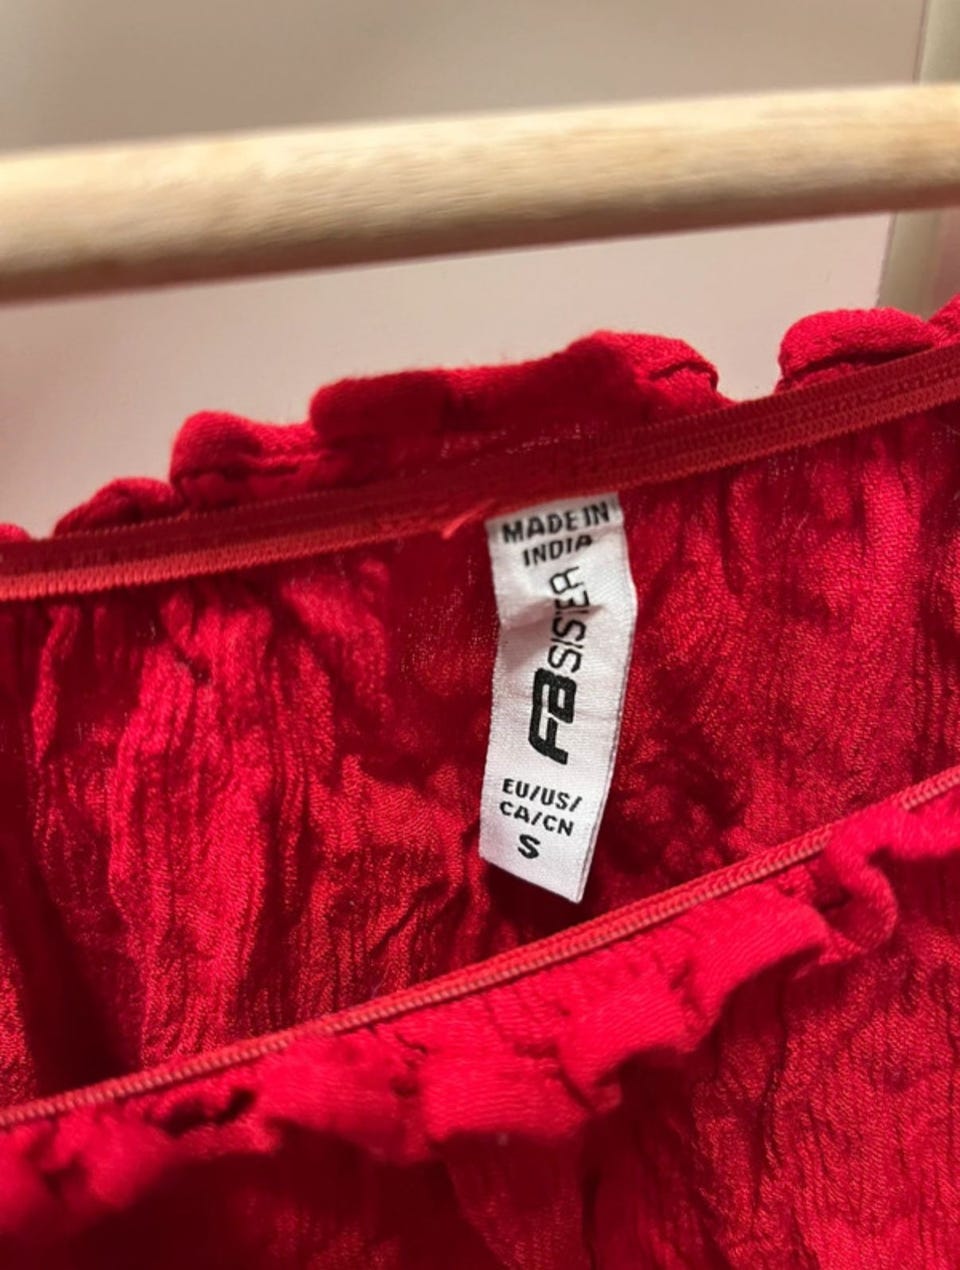 MADE IN
INDIA
FB SISTER
EU/US/
CA/CN
S